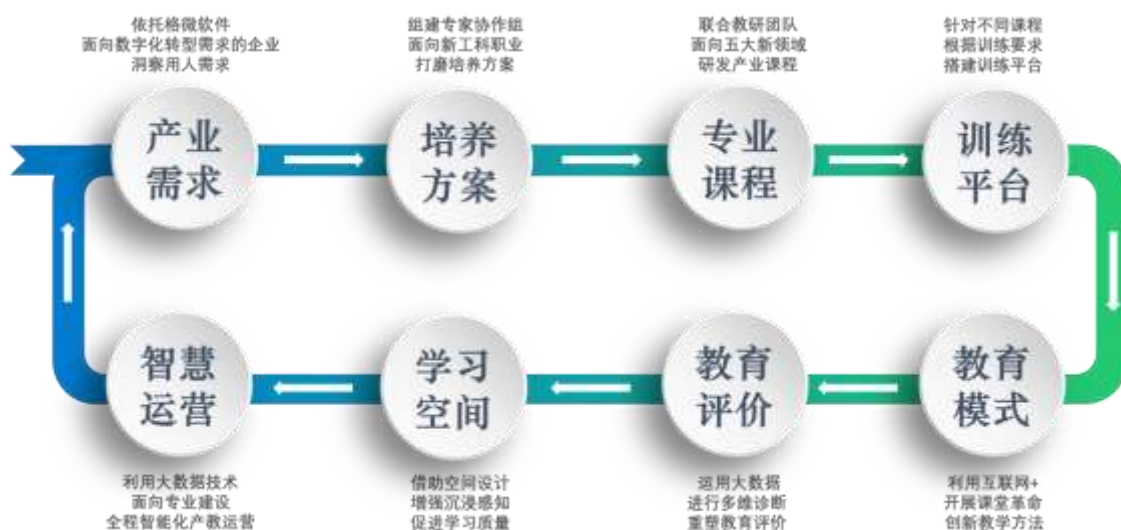 依托格微软件
面向数字化转型需求的企业
洞察用人需求
组建专家协作组
面向新工科职业
打磨培养方案
联合教研团队
面向五大新领域
研发产业课程
针对不同课程
根据训练要求
搭建训练平台
产业
需求
培养
方案
专业
课程
训练
平台
智慧
运营
学习
空间
教育
评价
教育
模式
利用大数据技术
面向专业建设
全程智能化产教运营
借助空间设计
增强沉浸感知
促进学习质量
运用大数据
进行多维诊断
重塑教育评价
利用互联网+
开展课堂革命
创新教学方法